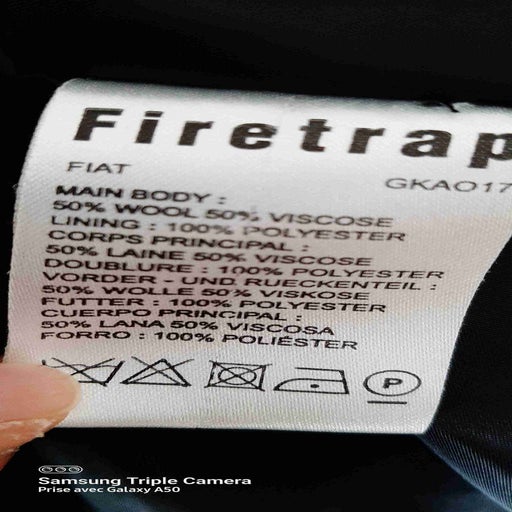 Firetrap
FIAT
GKAO17
MAIN BODY :
50% WOOL 50% VISCOSE
LINING : 100% POLYESTER
CORPS PRINCIPAL :
50% LAINE 50% VISCOSE
DOUBLURE : 100% POLYESTER
VORDER - UND RUECKENTEIL :
50% WOLLE 50% VISKOSE
FUTTER : 100% POLYESTER
CUERPO PRINCIPAL :
50% LANA 50% VISCOSA
FORRO : 100% POLIÉSTER
P
Samsung Triple Camera
Prise avec Galaxy A50